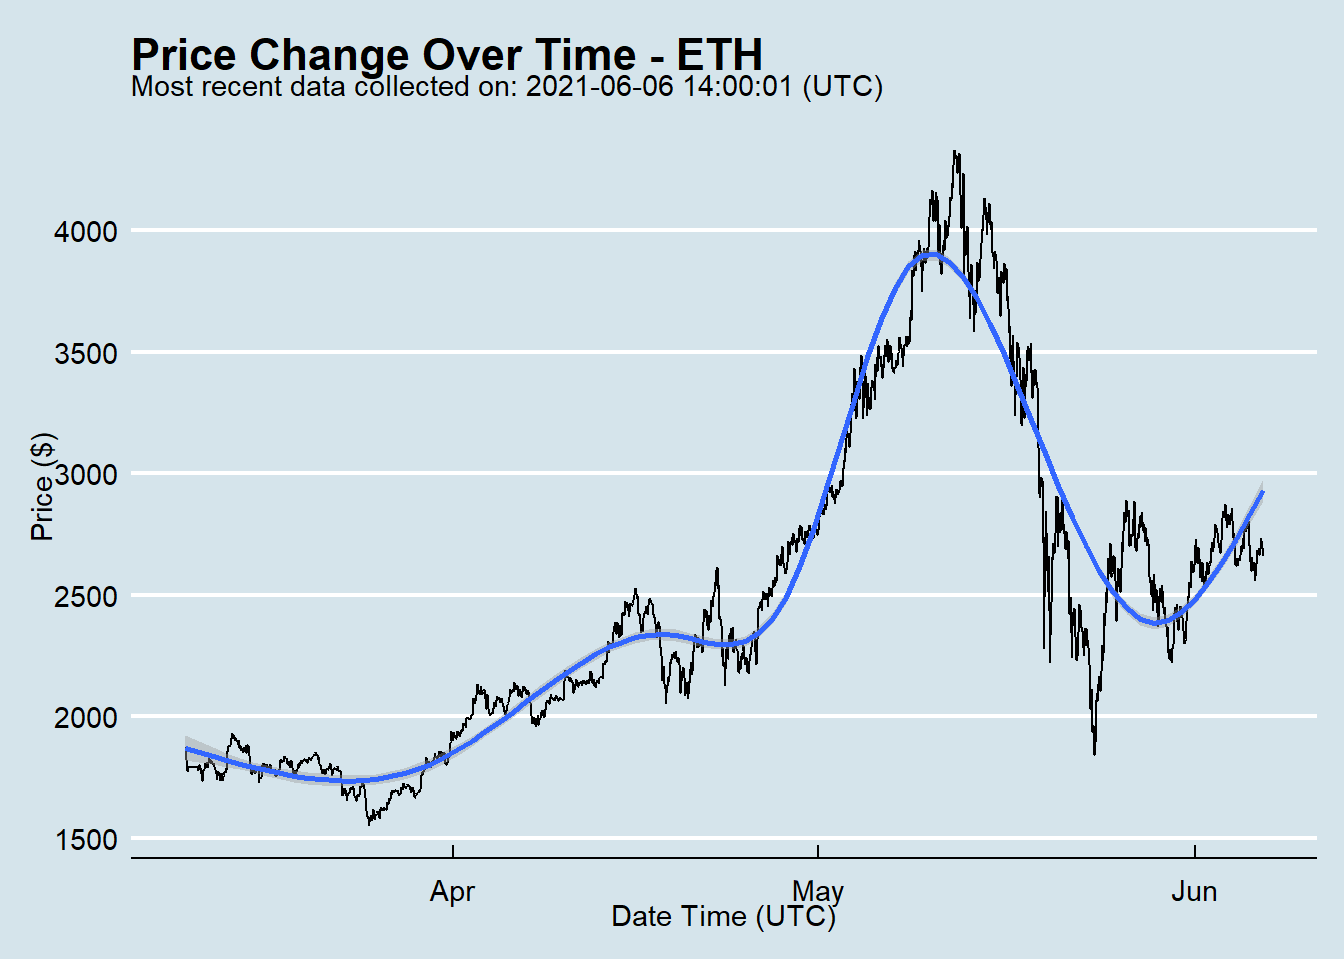 Price Change Over Time - ETH
Most recent data collected on: 2021-06-06 14:00:01 (UTC)
4000
3500
3000
2500
2000
1500
Price ($)
Apr
May
Jun
Date Time (UTC)